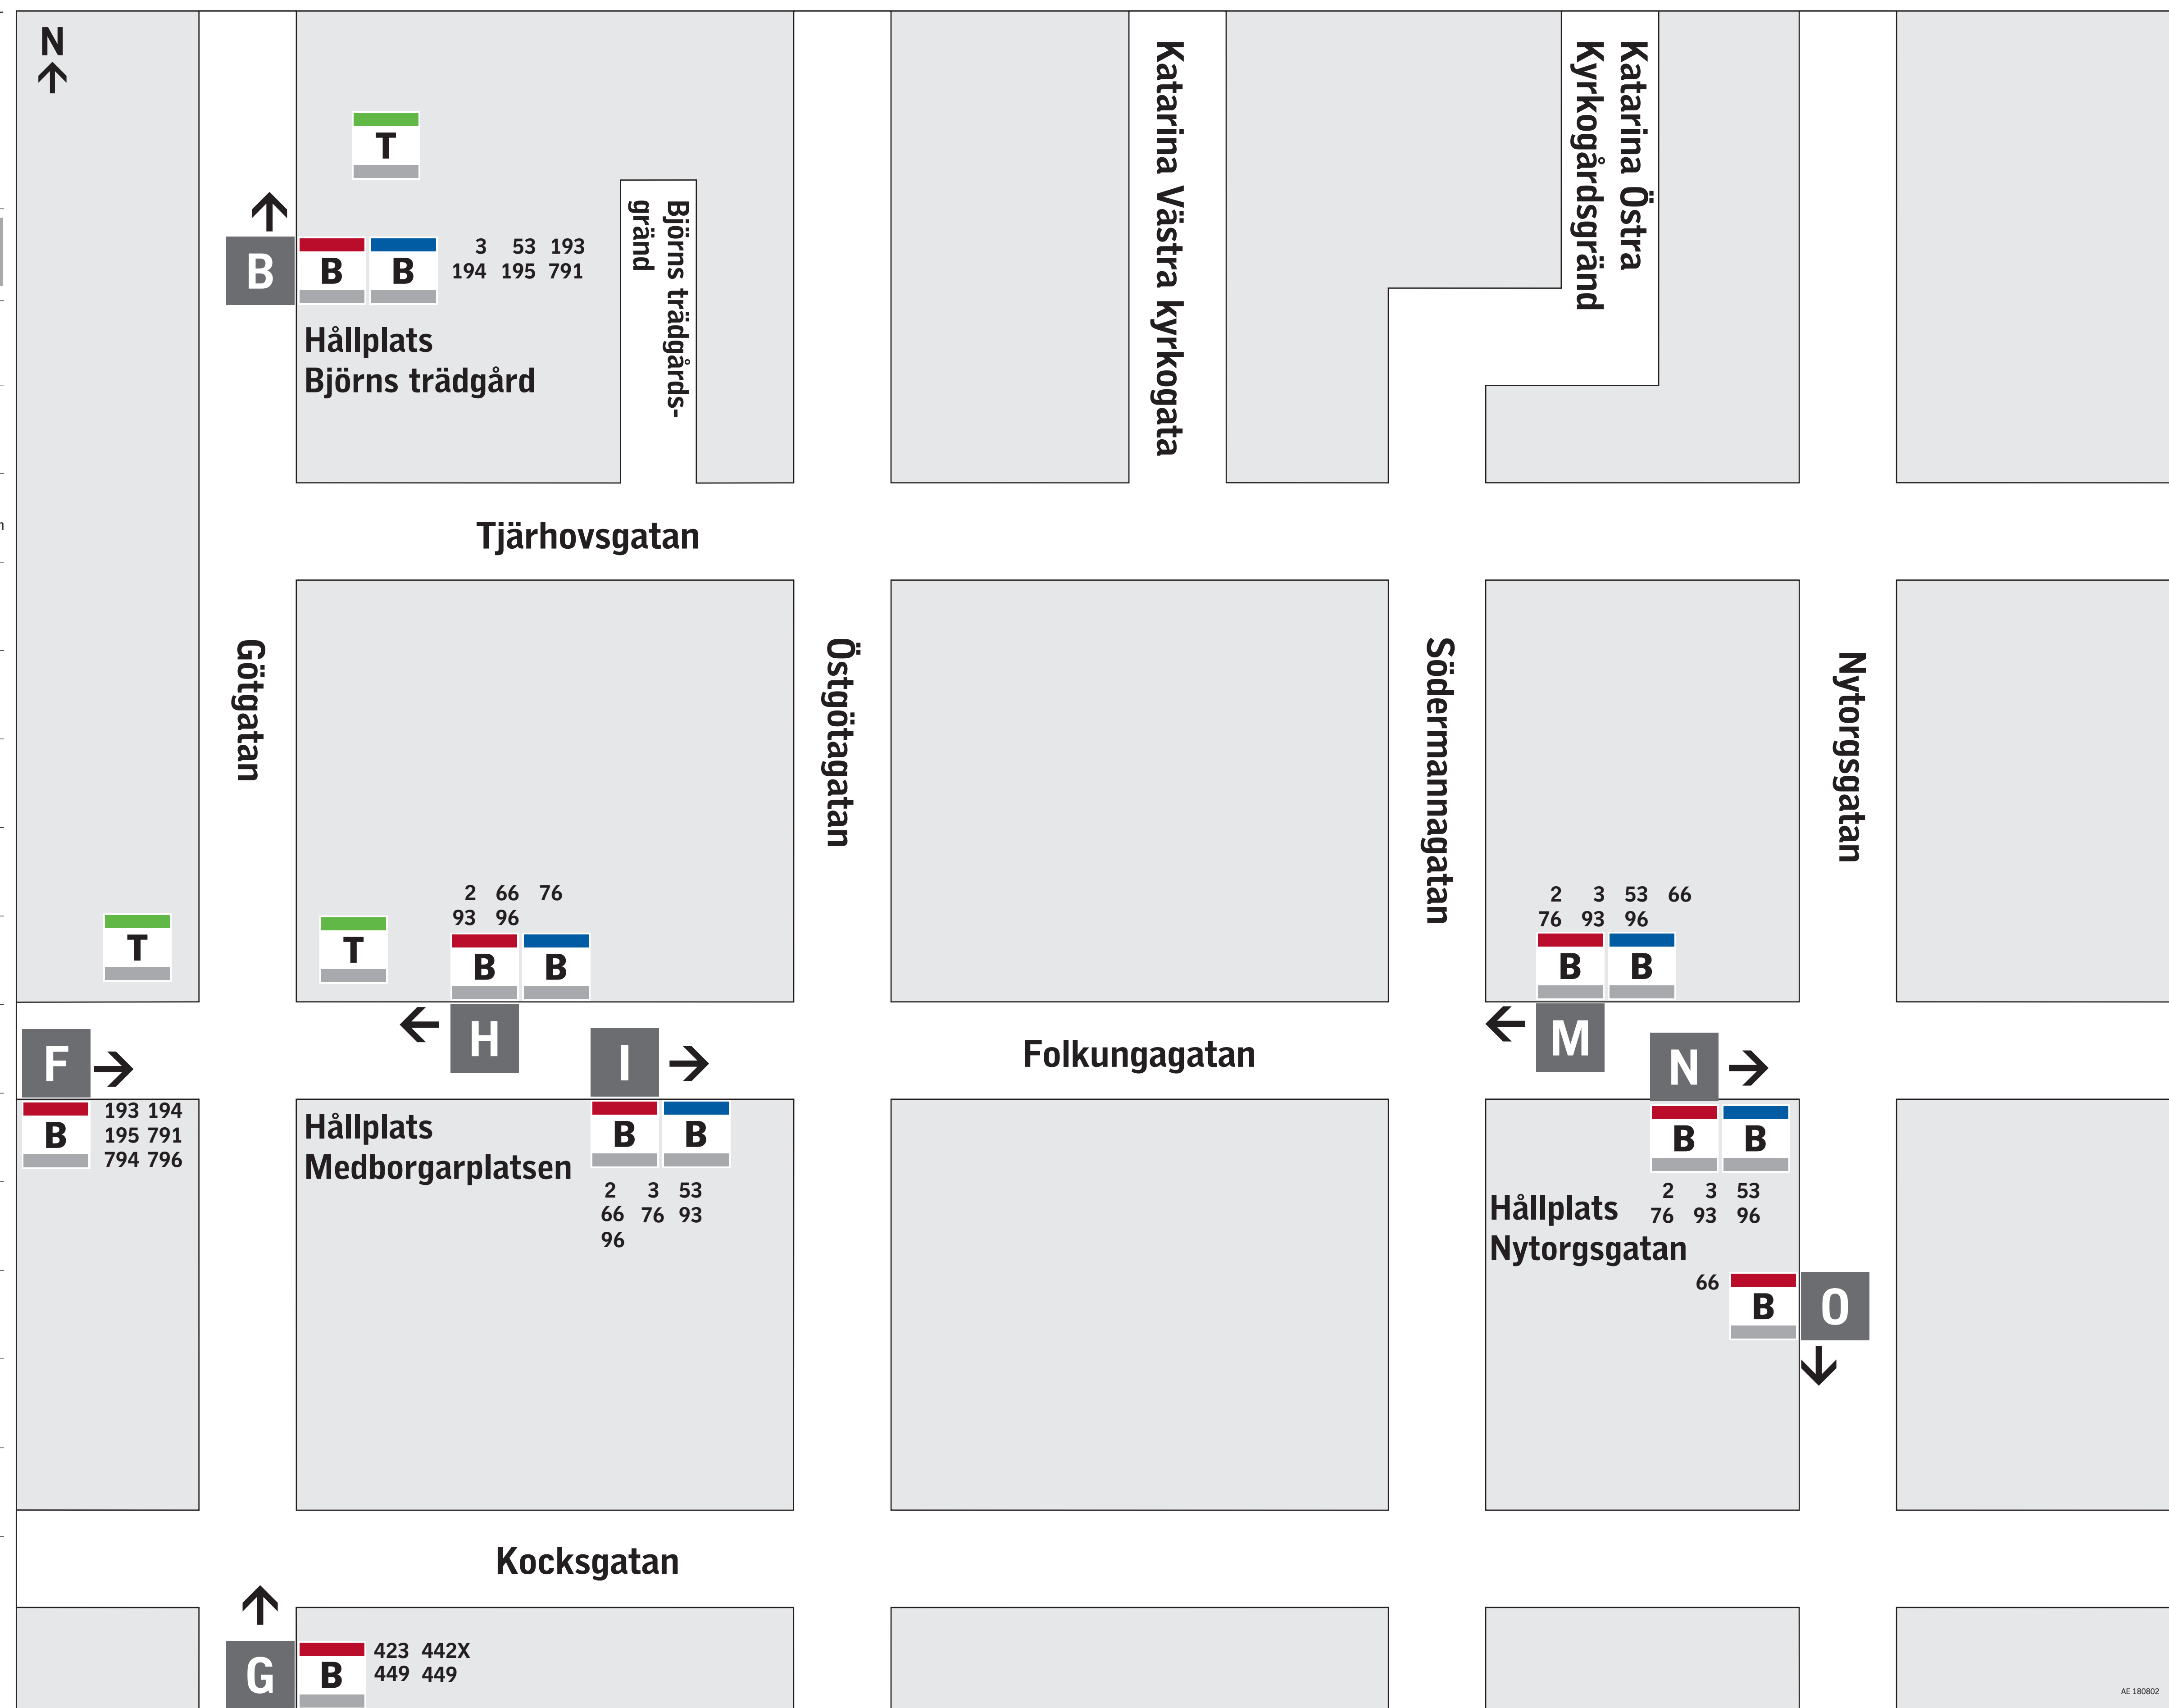 N
Katarina Västra kyrkogata
Katarina Östra
Kyrkogårdsgränd
T
Björns trädgårds-
gränd
B
B B
3 53 193
194 195 791
Hållplats
Björns trädgård
Tjärhovsgatan
Götgatan
Östgötagatan
Södermannagatan
Nytorgsgatan
2 66 76
93 96
2 3 53 66
76 93 96
T
T
B B
B B
F
H
I
Folkungagatan
M
N
B
193 194
195 791
794 796
Hållplats
Medborgarplatsen
B B
2 3 53
66 76 93
96
B B
2 3 53
76 93 96
Hållplats
Nytorgsgatan
66
B
O
Kocksgatan
G
B
423 442X
449 449
AE 180802